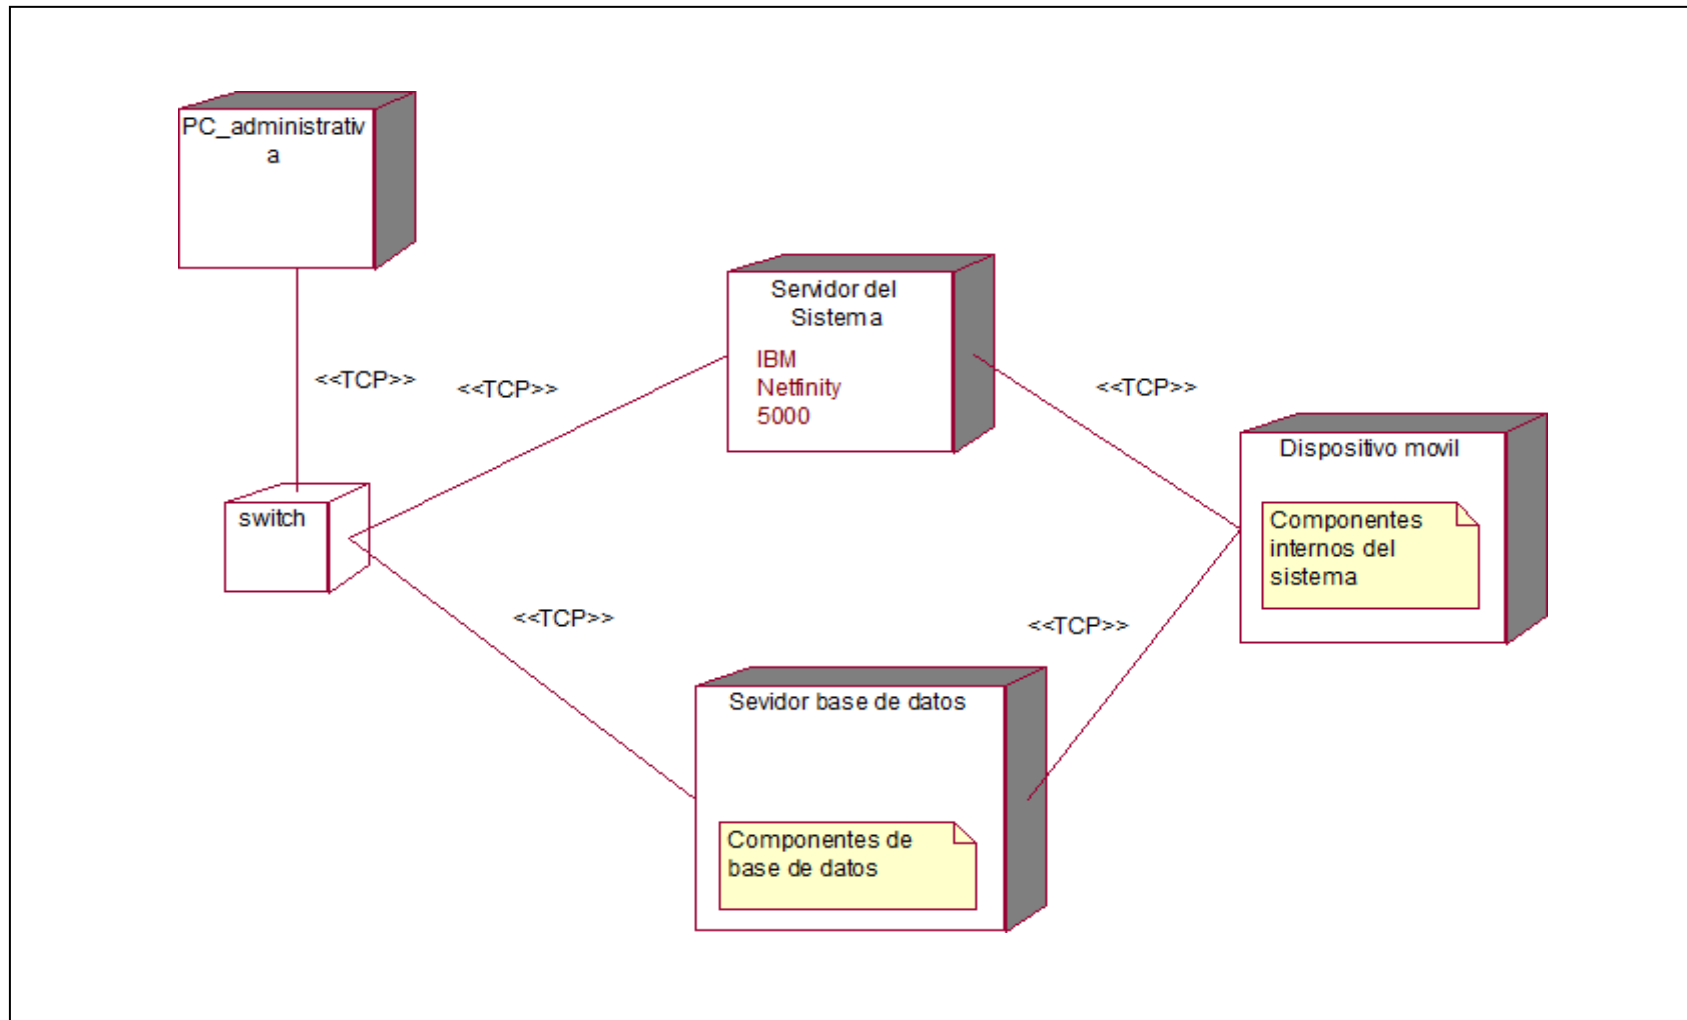 PC_administrativ
a
Servidor del
Sistema
IBM
Netfinity
5000
<<TCP>>
<<TCP>>
<<TCP>>
Dispositivo movil
Componentes
internos del
sistema
switch
<<TCP>>
<<TCP>>
Sevidor base de datos
Componentes de
base de datos